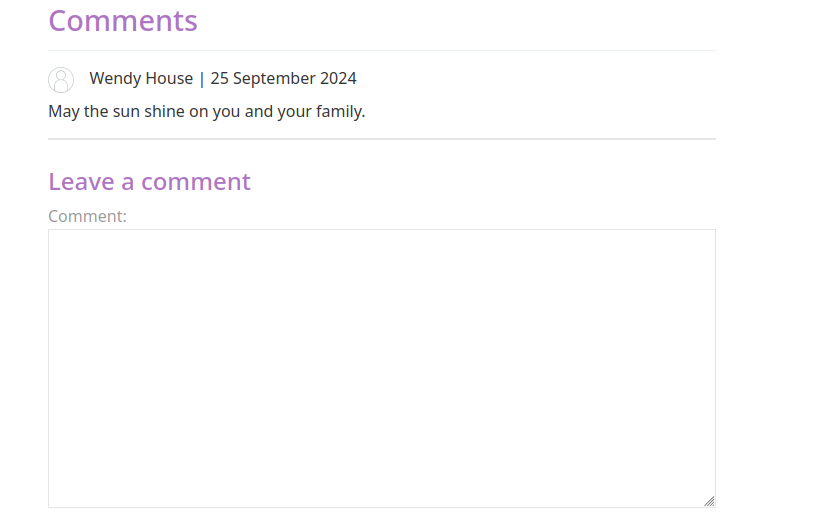 Comments
Wendy House | 25 September 2024
May the sun shine on you and your family.
Leave a comment
Comment: